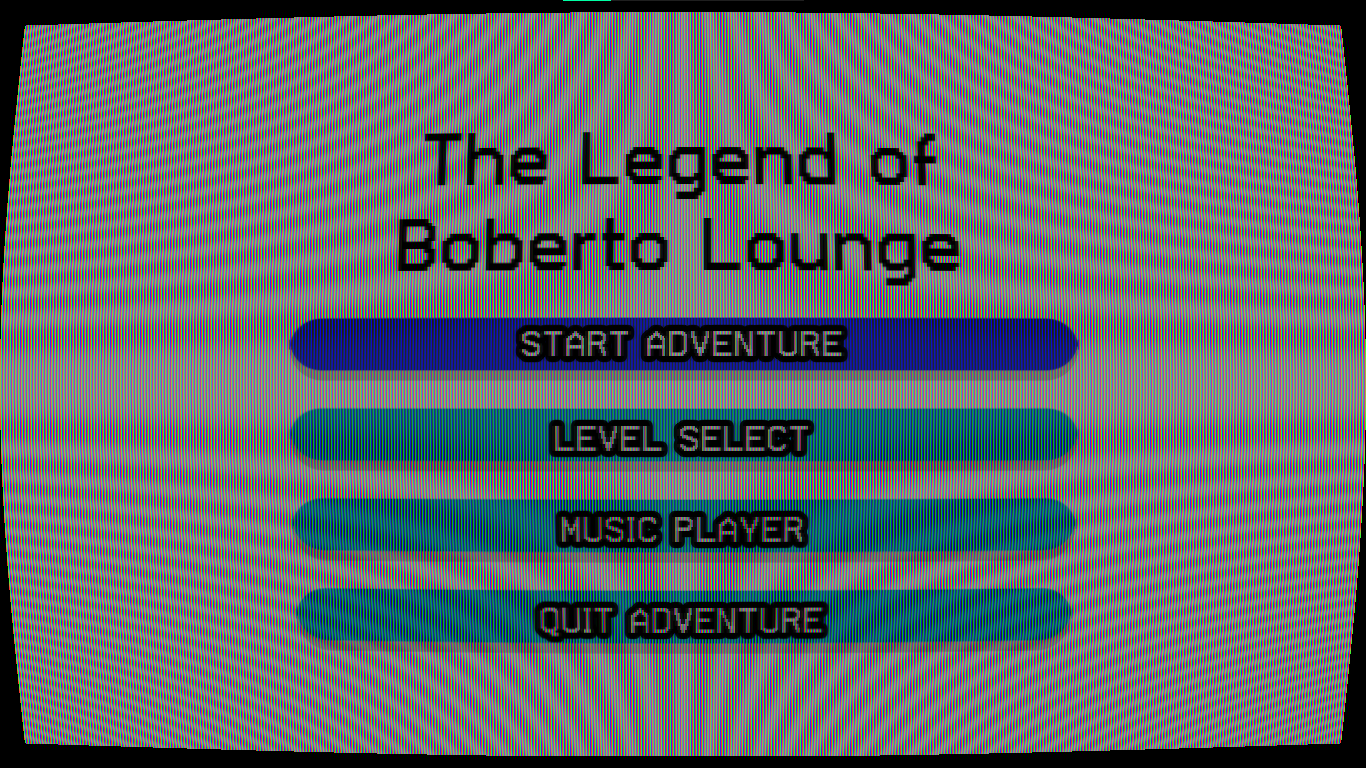 The Legend of
Boberto Lounge
START ADVENTURE
LEVEL SELECT
MUSIC PLAYER
QUIT ADVENTURE